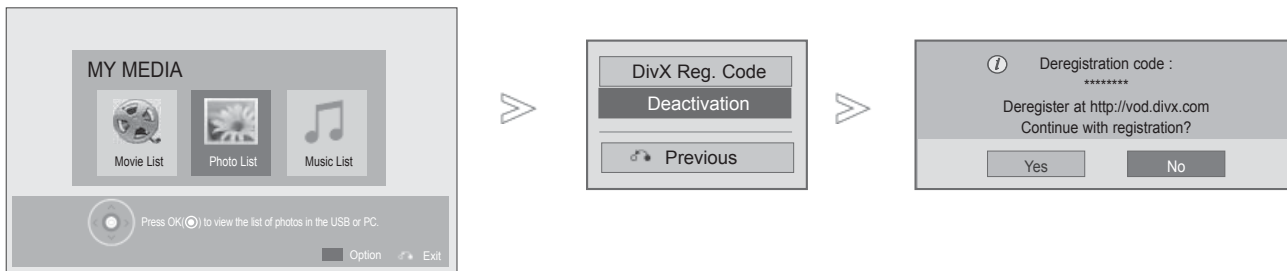 MY MEDIA
Movie List
Photo List
Music List
Press OK(◉) to view the list of photos in the USB or PC.
Option
Exit
DivX Reg. Code
Deactivation
Previous
Deregistration code :
********
Deregister at http://vod.divx.com
Continue with registration?
Yes
No